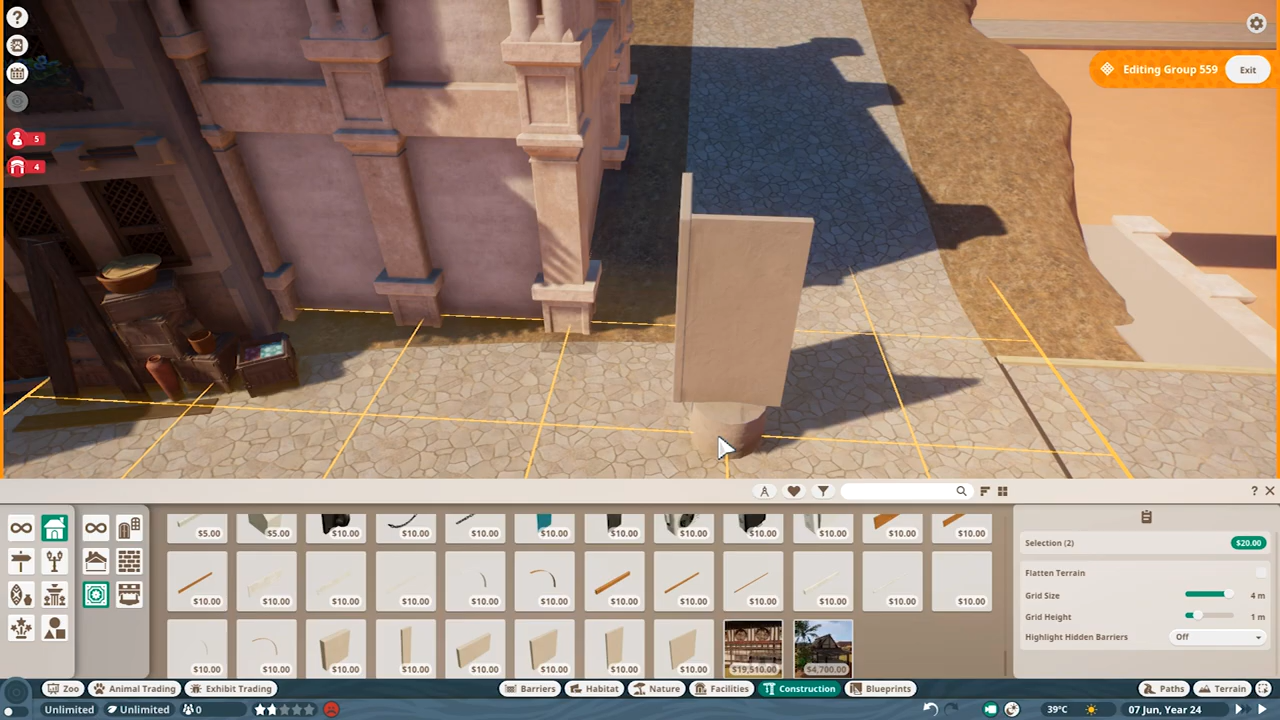 ?
Editing Group 559
Exit
5
4
?
$5.00 $5.00 $10.00 $10.00 $10.00 $10.00 $10.00 $10.00 $10.00 $10.00 $10.00 $10.00
$10.00 $10.00 $10.00 $10.00 $10.00 $10.00 $10.00 $10.00 $10.00 $10.00 $10.00 $10.00
$10.00 $10.00 $10.00 $10.00 $10.00 $10.00 $10.00 $10.00 $19,510.00 $4,700.00
Selection (2) $20.00
Flatten Terrain
Grid Size 4 m
Grid Height 1 m
Highlight Hidden Barriers Off
Zoo Animal Trading Exhibit Trading Barriers Habitat Nature Facilities Construction Blueprints Paths Terrain
Unlimited Unlimited 0 39°C 07 Jun, Year 24